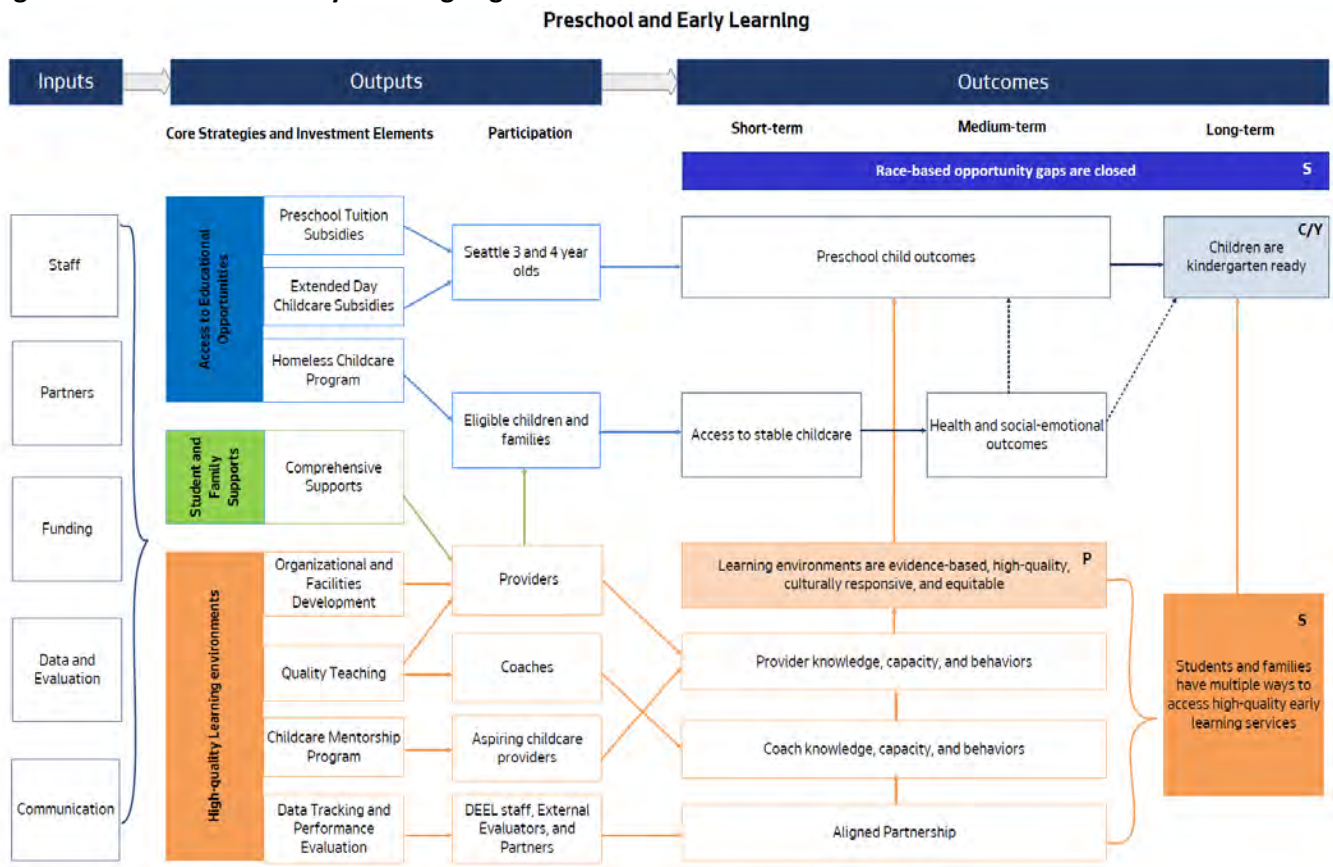 Preschool and Early Learning
Inputs
Outputs
Outcomes
Core Strategies and Investment Elements
Participation
Short-term
Medium-term
Long-term
Race-based opportunity gaps are closed
S
Staff
Partners
Funding
Data and
Evaluation
Communication
Access to Educational
Opportunities
Preschool Tuition
Subsidies
Extended Day
Childcare Subsidies
Homeless Childcare
Program
Student and
Family
Supports
Comprehensive
Supports
High-quality Learning environments
Organizational and
Facilities
Development
Quality Teaching
Childcare Mentorship
Program
Data Tracking and
Performance
Evaluation
Seattle 3 and 4 year
olds
Eligible children and
families
Providers
Coaches
Aspiring childcare
providers
DEEL staff, External
Evaluators, and
Partners
Preschool child outcomes
Access to stable childcare
Health and social-emotional
outcomes
Learning environments are evidence-based, high-quality,
culturally responsive, and equitable
P
Provider knowledge, capacity, and behaviors
Coach knowledge, capacity, and behaviors
Aligned Partnership
C/Y
Children are
kindergarten ready
S
Students and families
have multiple ways to
access high-quality early
learning services